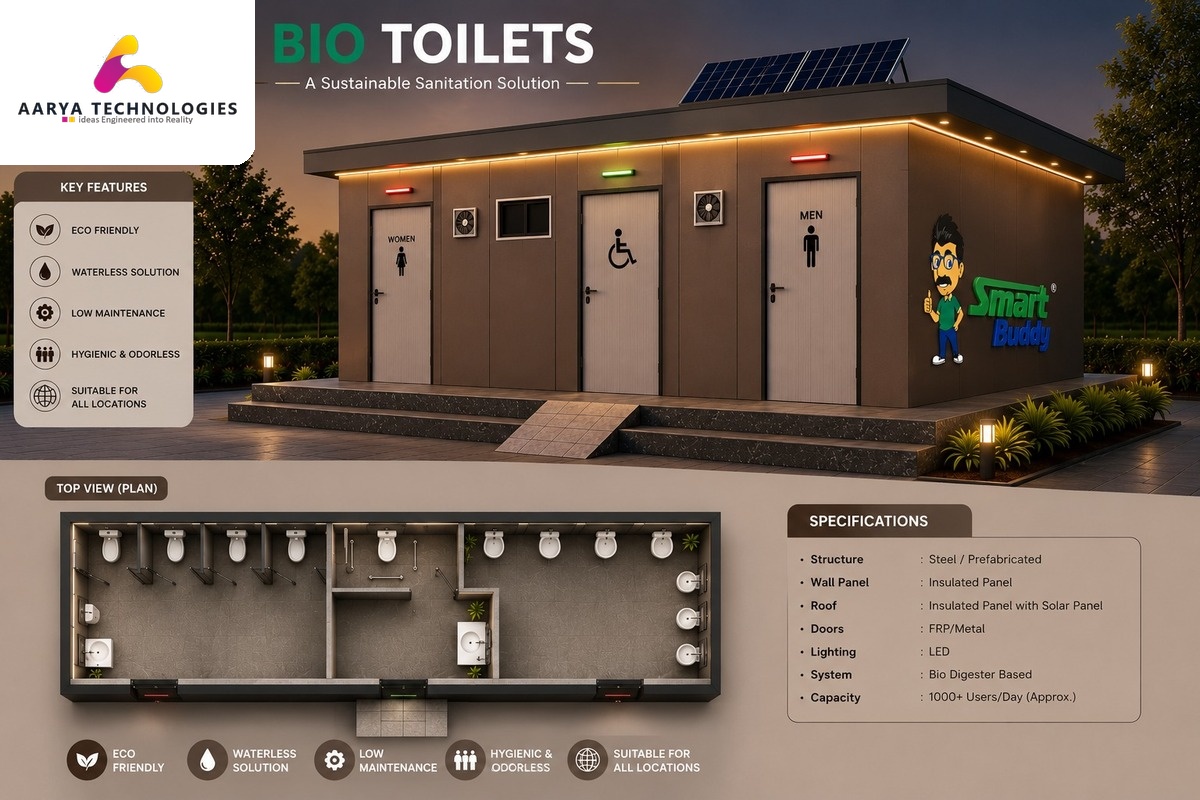 AARYA TECHNOLOGIES
Ideas Engineered into Reality
BIO TOILETS
A Sustainable Sanitation Solution
KEY FEATURES
ECO FRIENDLY
WATERLESS SOLUTION
LOW MAINTENANCE
HYGIENIC & ODORLESS
SUITABLE FOR
ALL LOCATIONS
WOMEN
MEN
Smart®
Buddy
TOP VIEW (PLAN)
SPECIFICATIONS
• Structure : Steel / Prefabricated
• Wall Panel : Insulated Panel
• Roof : Insulated Panel with Solar Panel
• Doors : FRP/Metal
• Lighting : LED
• System : Bio Digester Based
• Capacity : 1000+ Users/Day (Approx.)
ECO
FRIENDLY
WATERLESS
SOLUTION
LOW
MAINTENANCE
HYGIENIC &
ODORLESS
SUITABLE FOR
ALL LOCATIONS